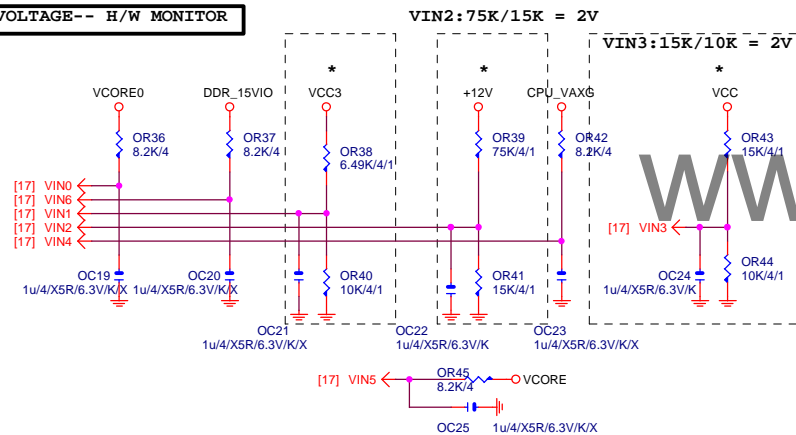 VOLTAGE-- H/W MONITOR
VIN2:75K/15K = 2V
VIN3:15K/10K = 2V
*
*
*
VCORE0
DDR_15VIO
VCC3
+12V
CPU_VAXG
VCC
OR36
8.2K/4
OR37
8.2K/4
OR38
6.49K/4/1
OR39
75K/4/1
OR42
8.2K/4
OR43
15K/4/1
[17] VIN0
[17] VIN6
[17] VIN1
[17] VIN2
[17] VIN4
[17] VIN3
OC19
1u/4/X5R/6.3V/K/X
OC20
1u/4/X5R/6.3V/K/X
OR40
10K/4/1
OR41
15K/4/1
OC24
1u/4/X5R/6.3V/K
OR44
10K/4/1
OC21
1u/4/X5R/6.3V/K/X
OC22
1u/4/X5R/6.3V/K
OC23
1u/4/X5R/6.3V/K/X
[17] VIN5
OR45
8.2K/4
VCORE
OC25
1u/4/X5R/6.3V/K/X